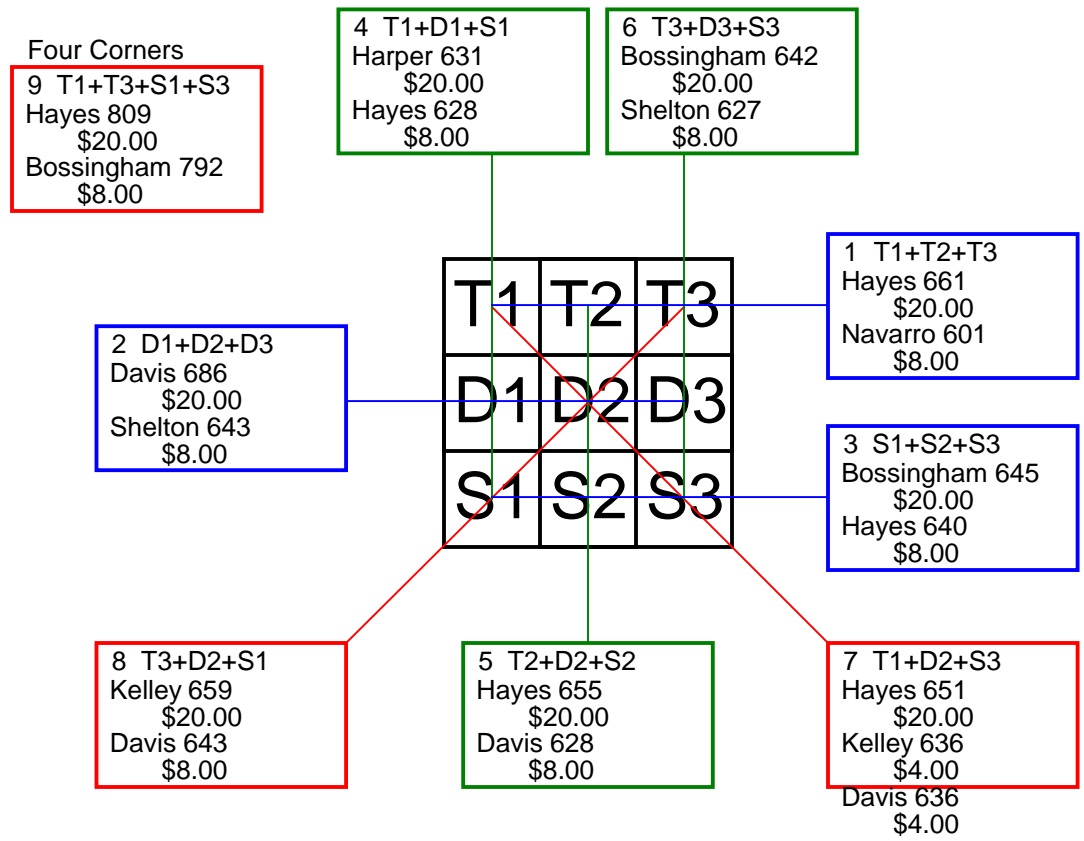 4 T1+D1+S1
Harper 631
$20.00
Hayes 628
$8.00
6 T3+D3+S3
Bossingham 642
$20.00
Shelton 627
$8.00
Four Corners
9 T1+T3+S1+S3
Hayes 809
$20.00
Bossingham 792
$8.00
1 T1+T2+T3
Hayes 661
$20.00
Navarro 601
$8.00
T1 T2 T3
2 D1+D2+D3
Davis 686
$20.00
Shelton 643
$8.00
D1 D2 D3
3 S1+S2+S3
Bossingham 645
$20.00
Hayes 640
$8.00
S1 S2 S3
8 T3+D2+S1
Kelley 659
$20.00
Davis 643
$8.00
5 T2+D2+S2
Hayes 655
$20.00
Davis 628
$8.00
7 T1+D2+S3
Hayes 651
$20.00
Kelley 636
$4.00
Davis 636
$4.00